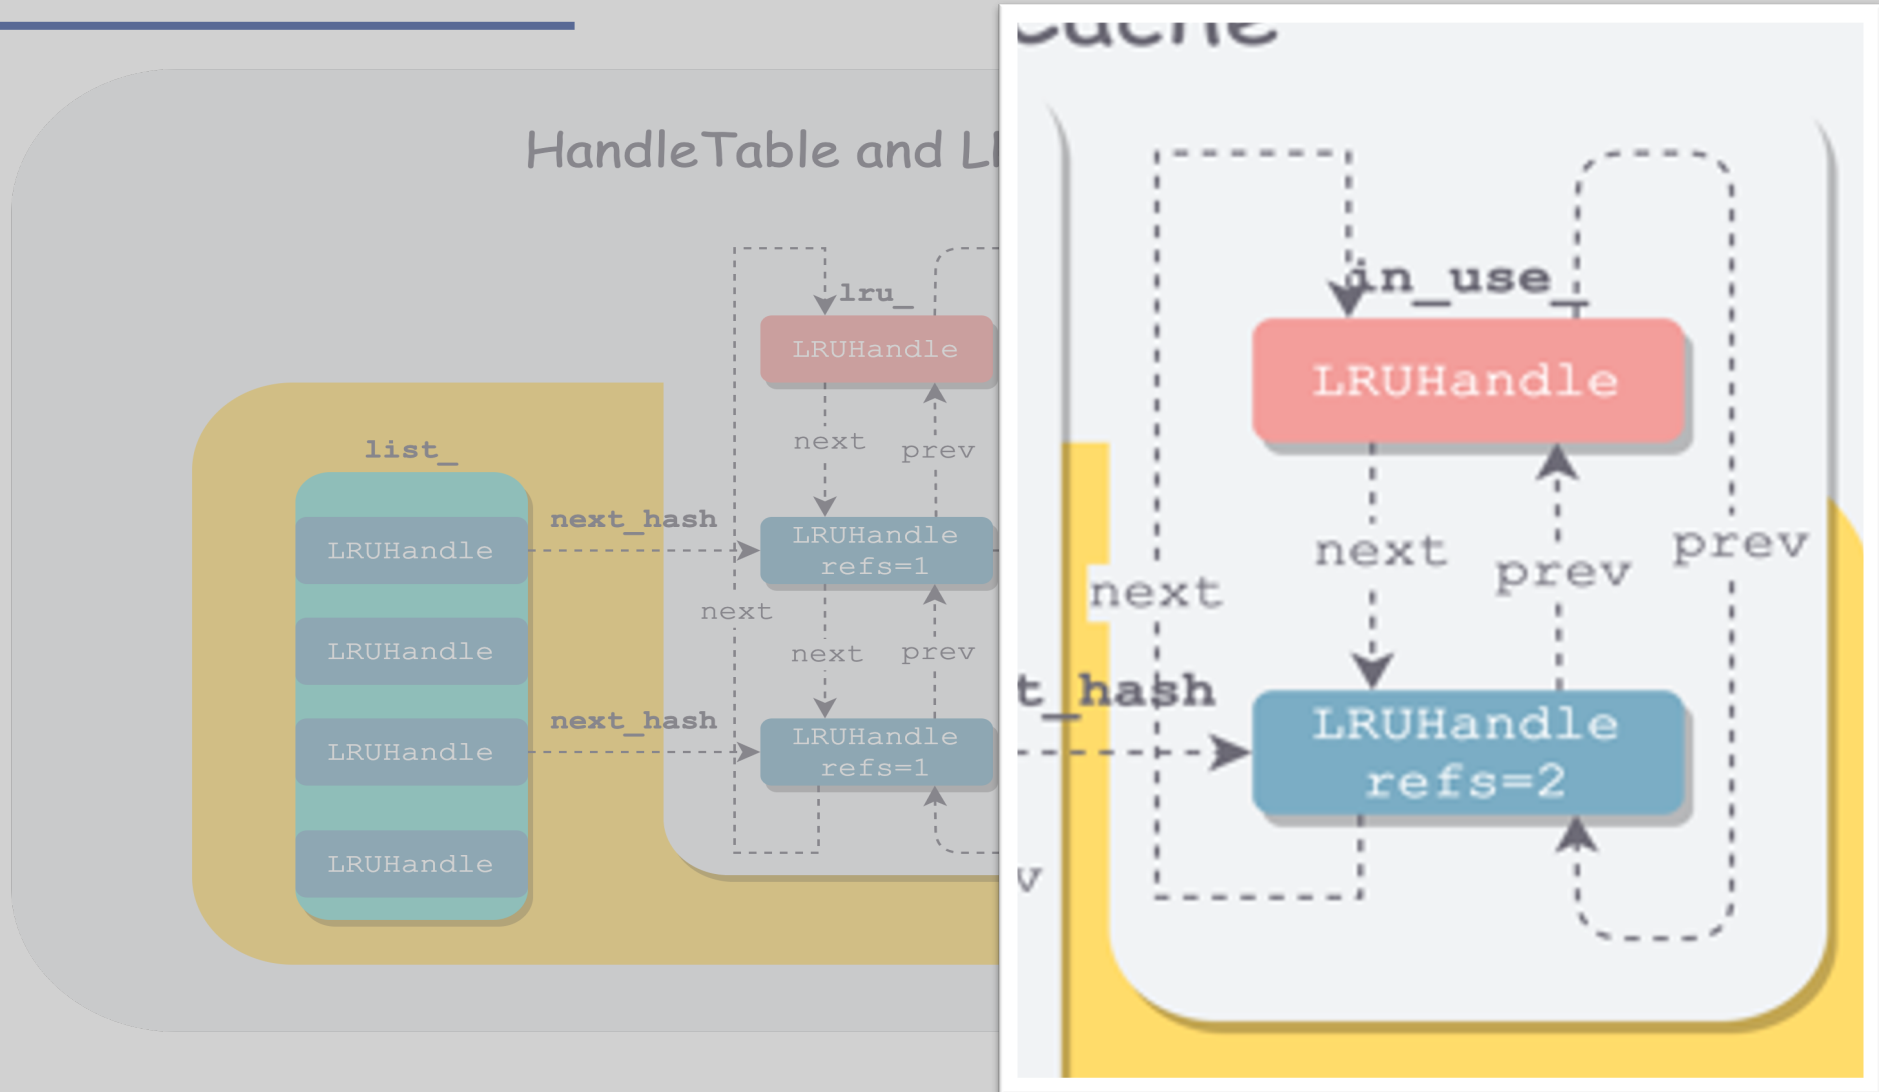 HandleTable and
Cache
lru_
LRUHandle
next
prev
list_
next_hash
LRUHandle
LRUHandle
refs=1
next
LRUHandle
next
prev
next_hash
LRUHandle
LRUHandle
refs=1
LRUHandle
in_use_
LRUHandle
next
prev
prev
next
t_hash
LRUHandle
refs=2
v